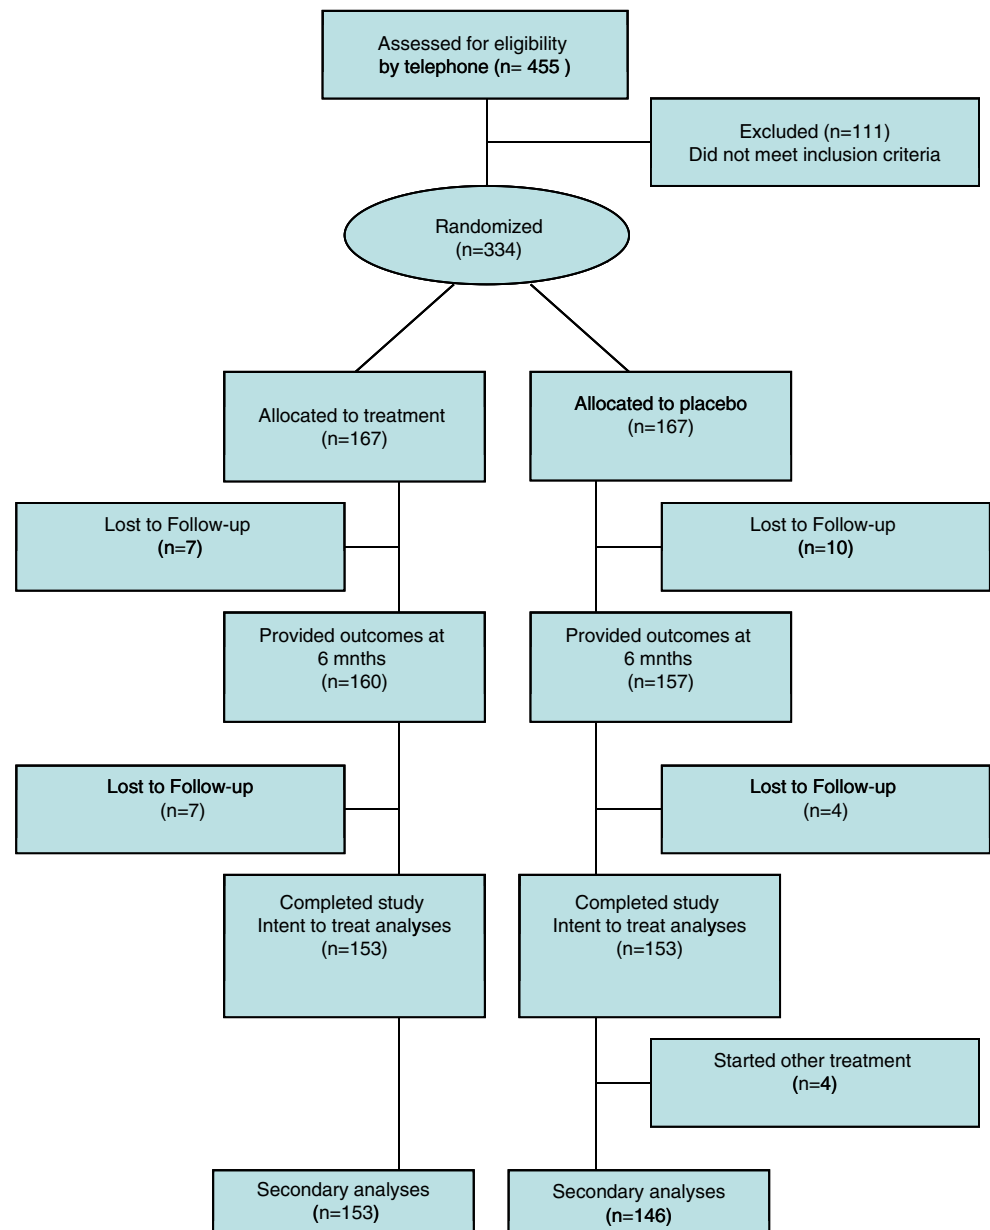 Assessed for eligibility
by telephone (n= 455 )
Excluded (n=111)
Did not meet inclusion criteria
Randomized
(n=334)
Allocated to treatment
(n=167)
Allocated to placebo
(n=167)
Lost to Follow-up
(n=7)
Lost to Follow-up
(n=10)
Provided outcomes at
6 mnths
(n=160)
Provided outcomes at
6 mnths
(n=157)
Lost to Follow-up
(n=7)
Lost to Follow-up
(n=4)
Completed study
Intent to treat analyses
(n=153)
Completed study
Intent to treat analyses
(n=153)
Started other treatment
(n=4)
Secondary analyses
(n=153)
Secondary analyses
(n=146)